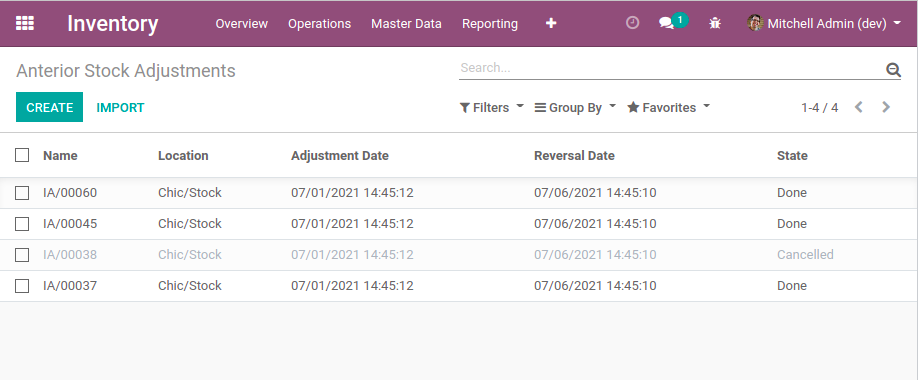 Inventory Overview Operations Master Data Reporting 1 Mitchell Admin (dev)
Anterior Stock Adjustments Search...
CREATE IMPORT Filters Group By Favorites 1-4 / 4
Name Location Adjustment Date Reversal Date State
IA/00060 Chic/Stock 07/01/2021 14:45:12 07/06/2021 14:45:10 Done
IA/00045 Chic/Stock 07/01/2021 14:45:12 07/06/2021 14:45:10 Done
IA/00038 Chic/Stock 07/01/2021 14:45:12 07/06/2021 14:45:10 Cancelled
IA/00037 Chic/Stock 07/01/2021 14:45:12 07/06/2021 14:45:10 Done